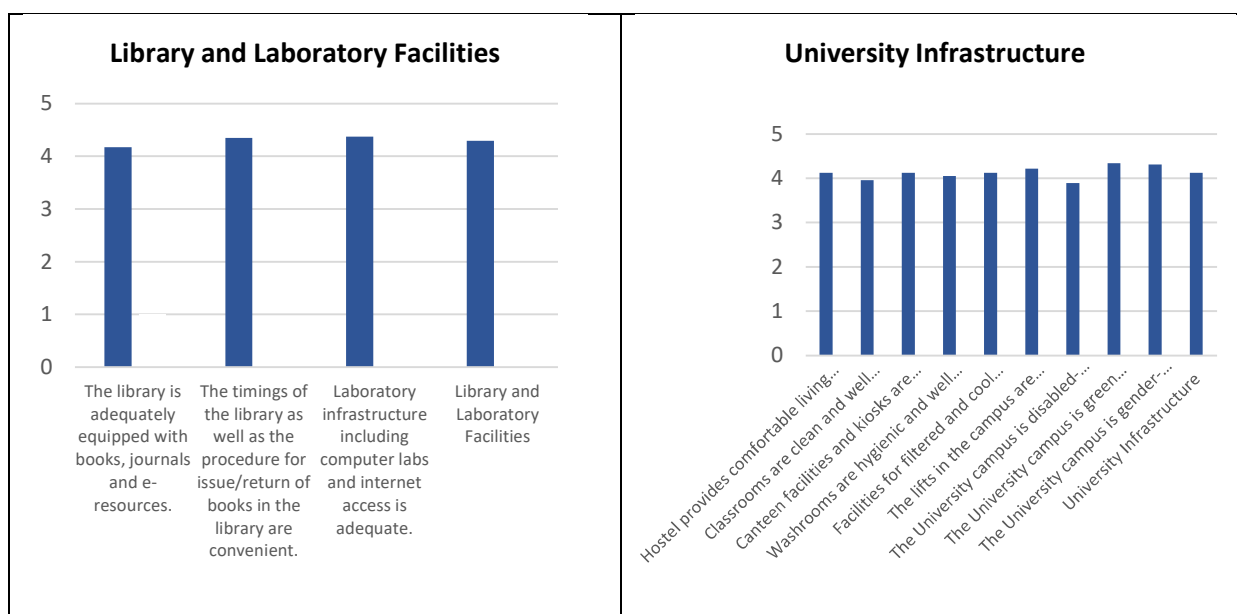 Library and Laboratory Facilities
5
4
3
2
1
0
The library is
adequately
equipped with
books, journals
and e-
resources.
The timings of
the library as
well as the
procedure for
issue/return of
books in the
library are
convenient.
Laboratory
infrastructure
including
computer labs
and internet
access is
adequate.
Library and
Laboratory
Facilities
University Infrastructure
5
4
3
2
1
0
Hostel provides comfortable living...
Classrooms are clean and well...
Canteen facilities and kiosks are...
Washrooms are hygienic and well...
Facilities for filtered and cool...
The lifts in the campus are...
The University campus is disabled-...
The University campus is green...
The University campus is gender-...
University Infrastructure